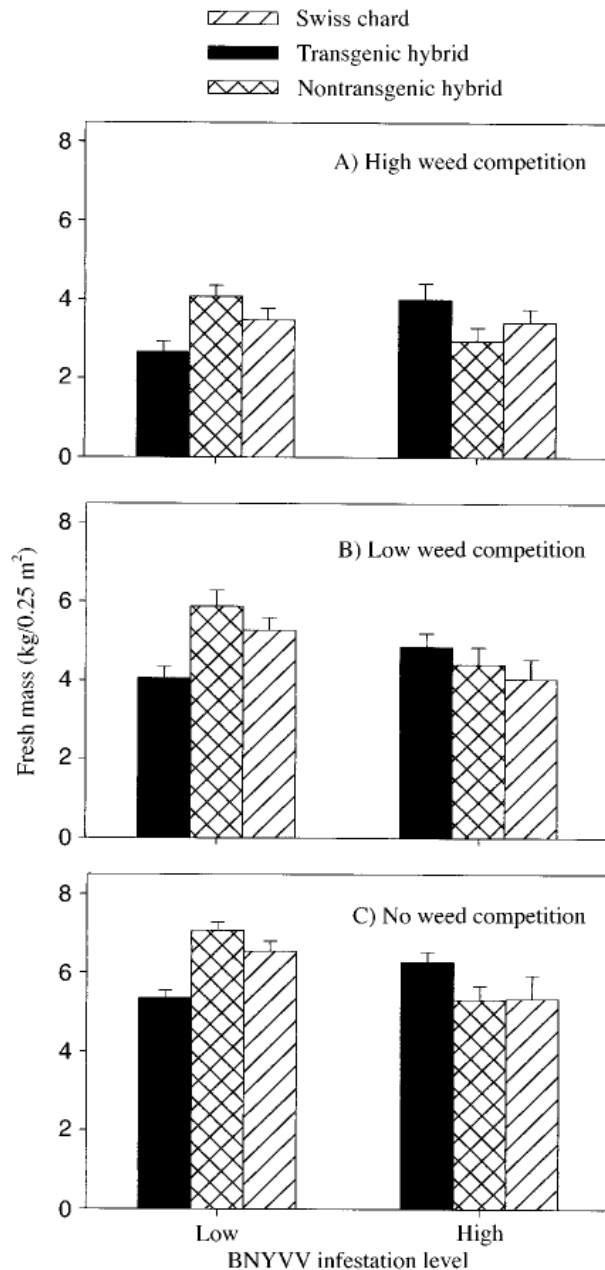 Swiss chard
Transgenic hybrid
Nontransgenic hybrid
A) High weed competition
8
6
4
2
0
B) Low weed competition
8
6
4
2
0
Fresh mass (kg/0.25 m²)
C) No weed competition
8
6
4
2
0
Low High
BNYVV infestation level